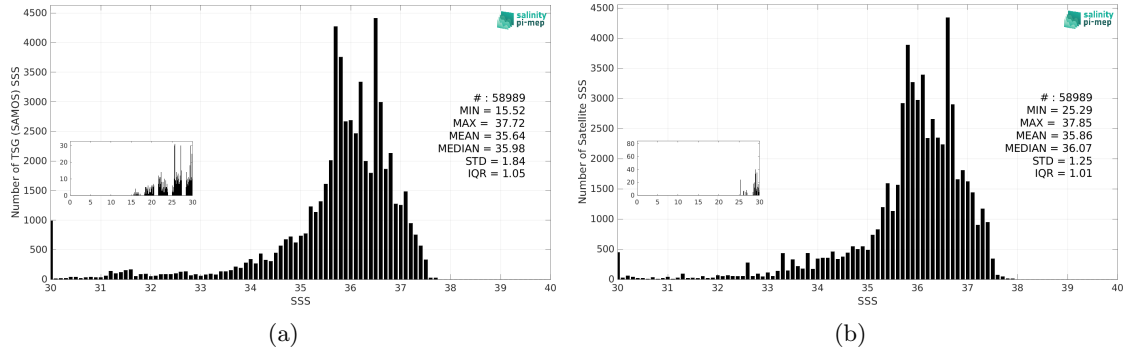 4500
4000
3500
3000
2500
2000
1500
1000
500
0
Number of TSG (SAMOS) SSS
salinity
pi-mep
# : 58989
MIN = 15.52
MAX = 37.72
MEAN = 35.64
MEDIAN = 35.98
STD = 1.84
IQR = 1.05
30
20
10
0
0 5 10 15 20 25 30
30 31 32 33 34 35 36 37 38 39 40
SSS
(a)
4500
4000
3500
3000
2500
2000
1500
1000
500
0
Number of Satellite SSS
salinity
pi-mep
# : 58989
MIN = 25.29
MAX = 37.85
MEAN = 35.86
MEDIAN = 36.07
STD = 1.25
IQR = 1.01
80
60
40
20
0
0 5 10 15 20 25 30
30 31 32 33 34 35 36 37 38 39 40
SSS
(b)